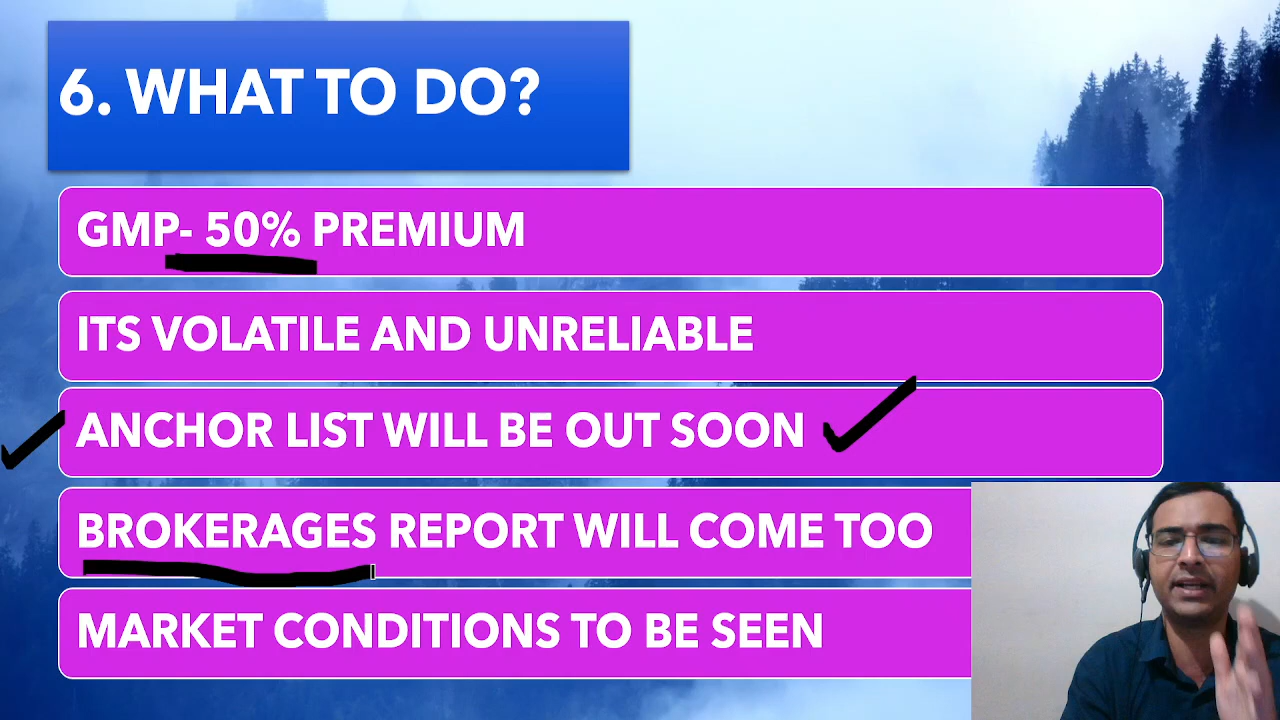 6. WHAT TO DO?
GMP- 50% PREMIUM
ITS VOLATILE AND UNRELIABLE
ANCHOR LIST WILL BE OUT SOON
BROKERAGES REPORT WILL COME TOO
MARKET CONDITIONS TO BE SEEN